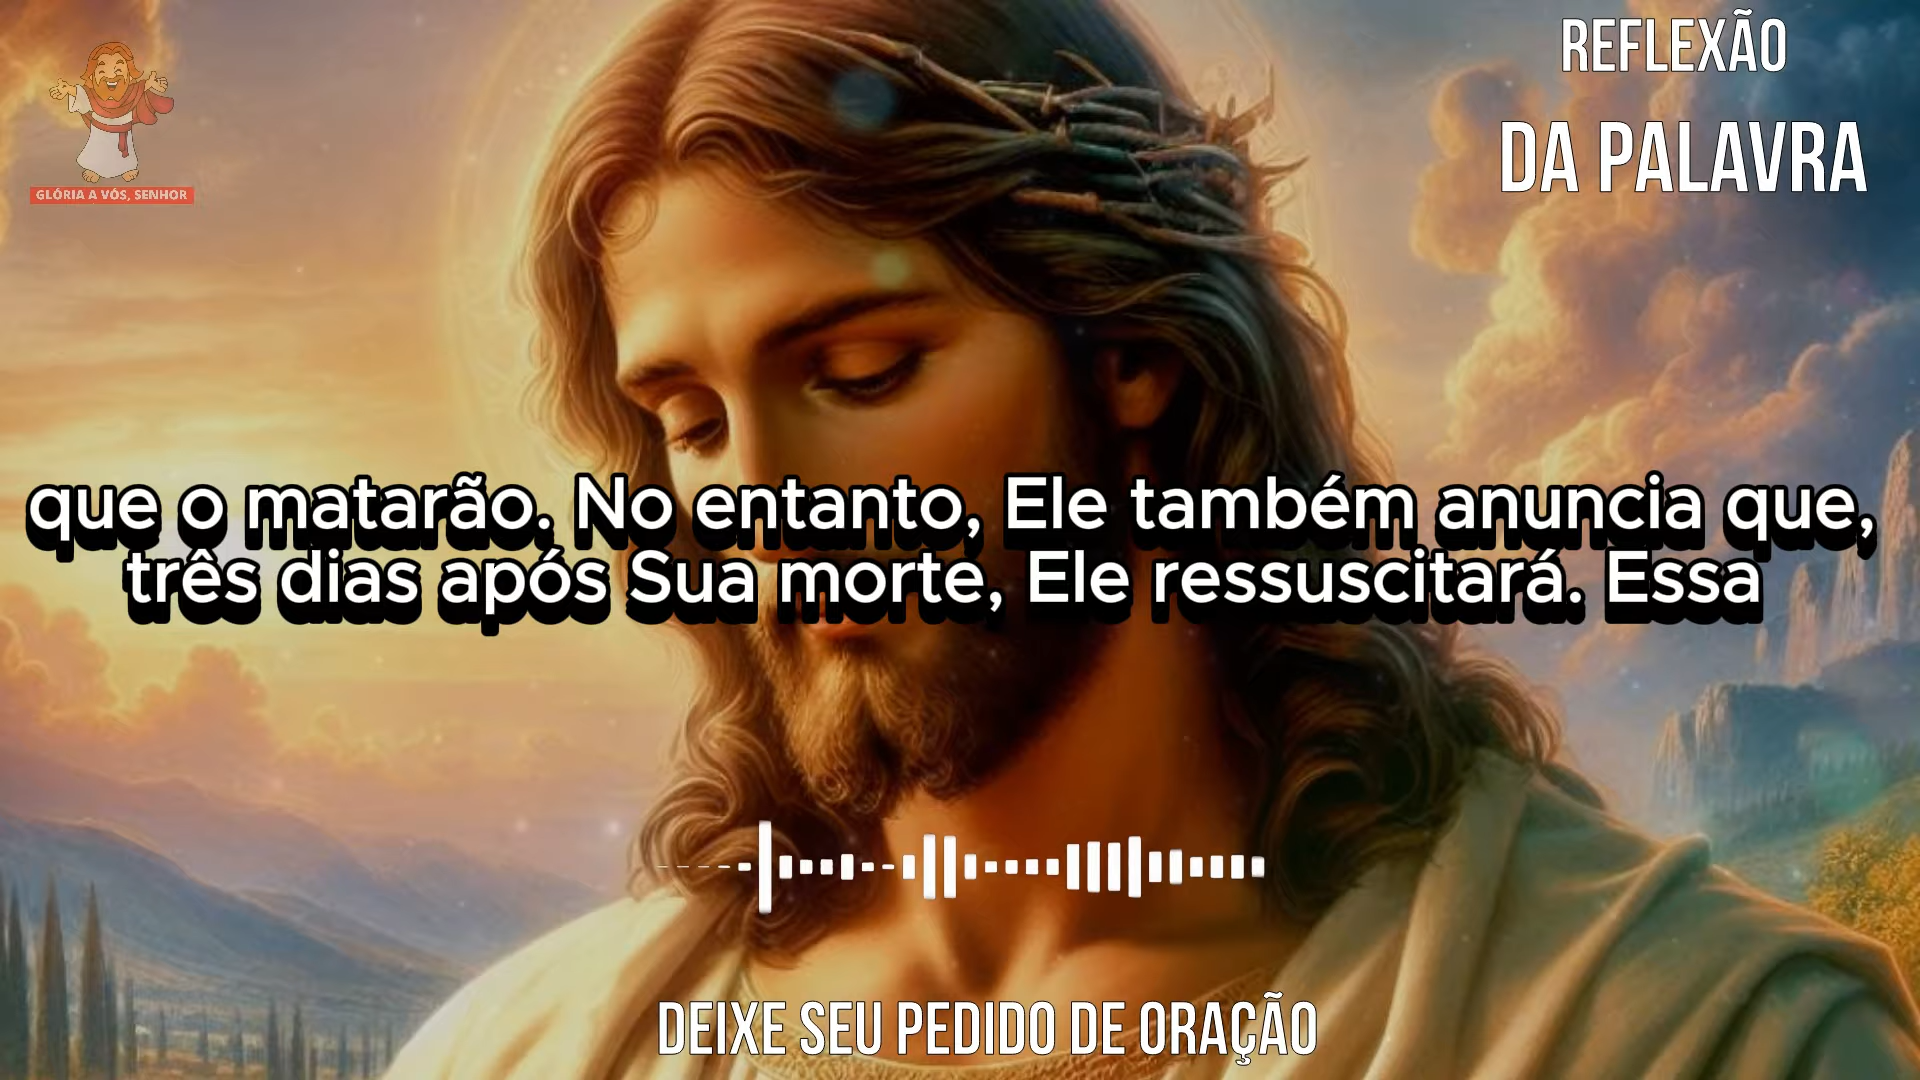 GLÓRIA A VÓS, SENHOR
REFLEXÃO
DA PALAVRA
que o matarão. No entanto, Ele também anuncia que,
três dias após Sua morte, Ele ressuscitará. Essa
DEIXE SEU PEDIDO DE ORAÇÃO